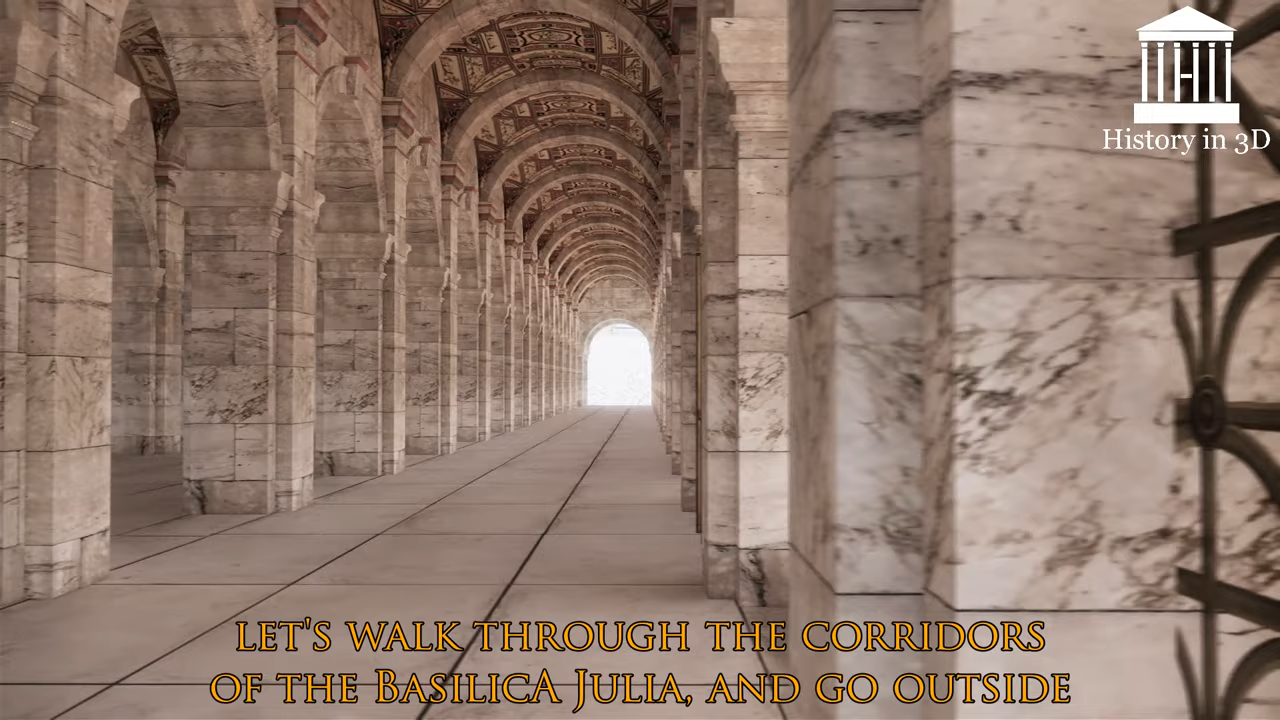 History in 3D
LET'S WALK THROUGH THE CORRIDORS
OF THE BASILICA JULIA, AND GO OUTSIDE